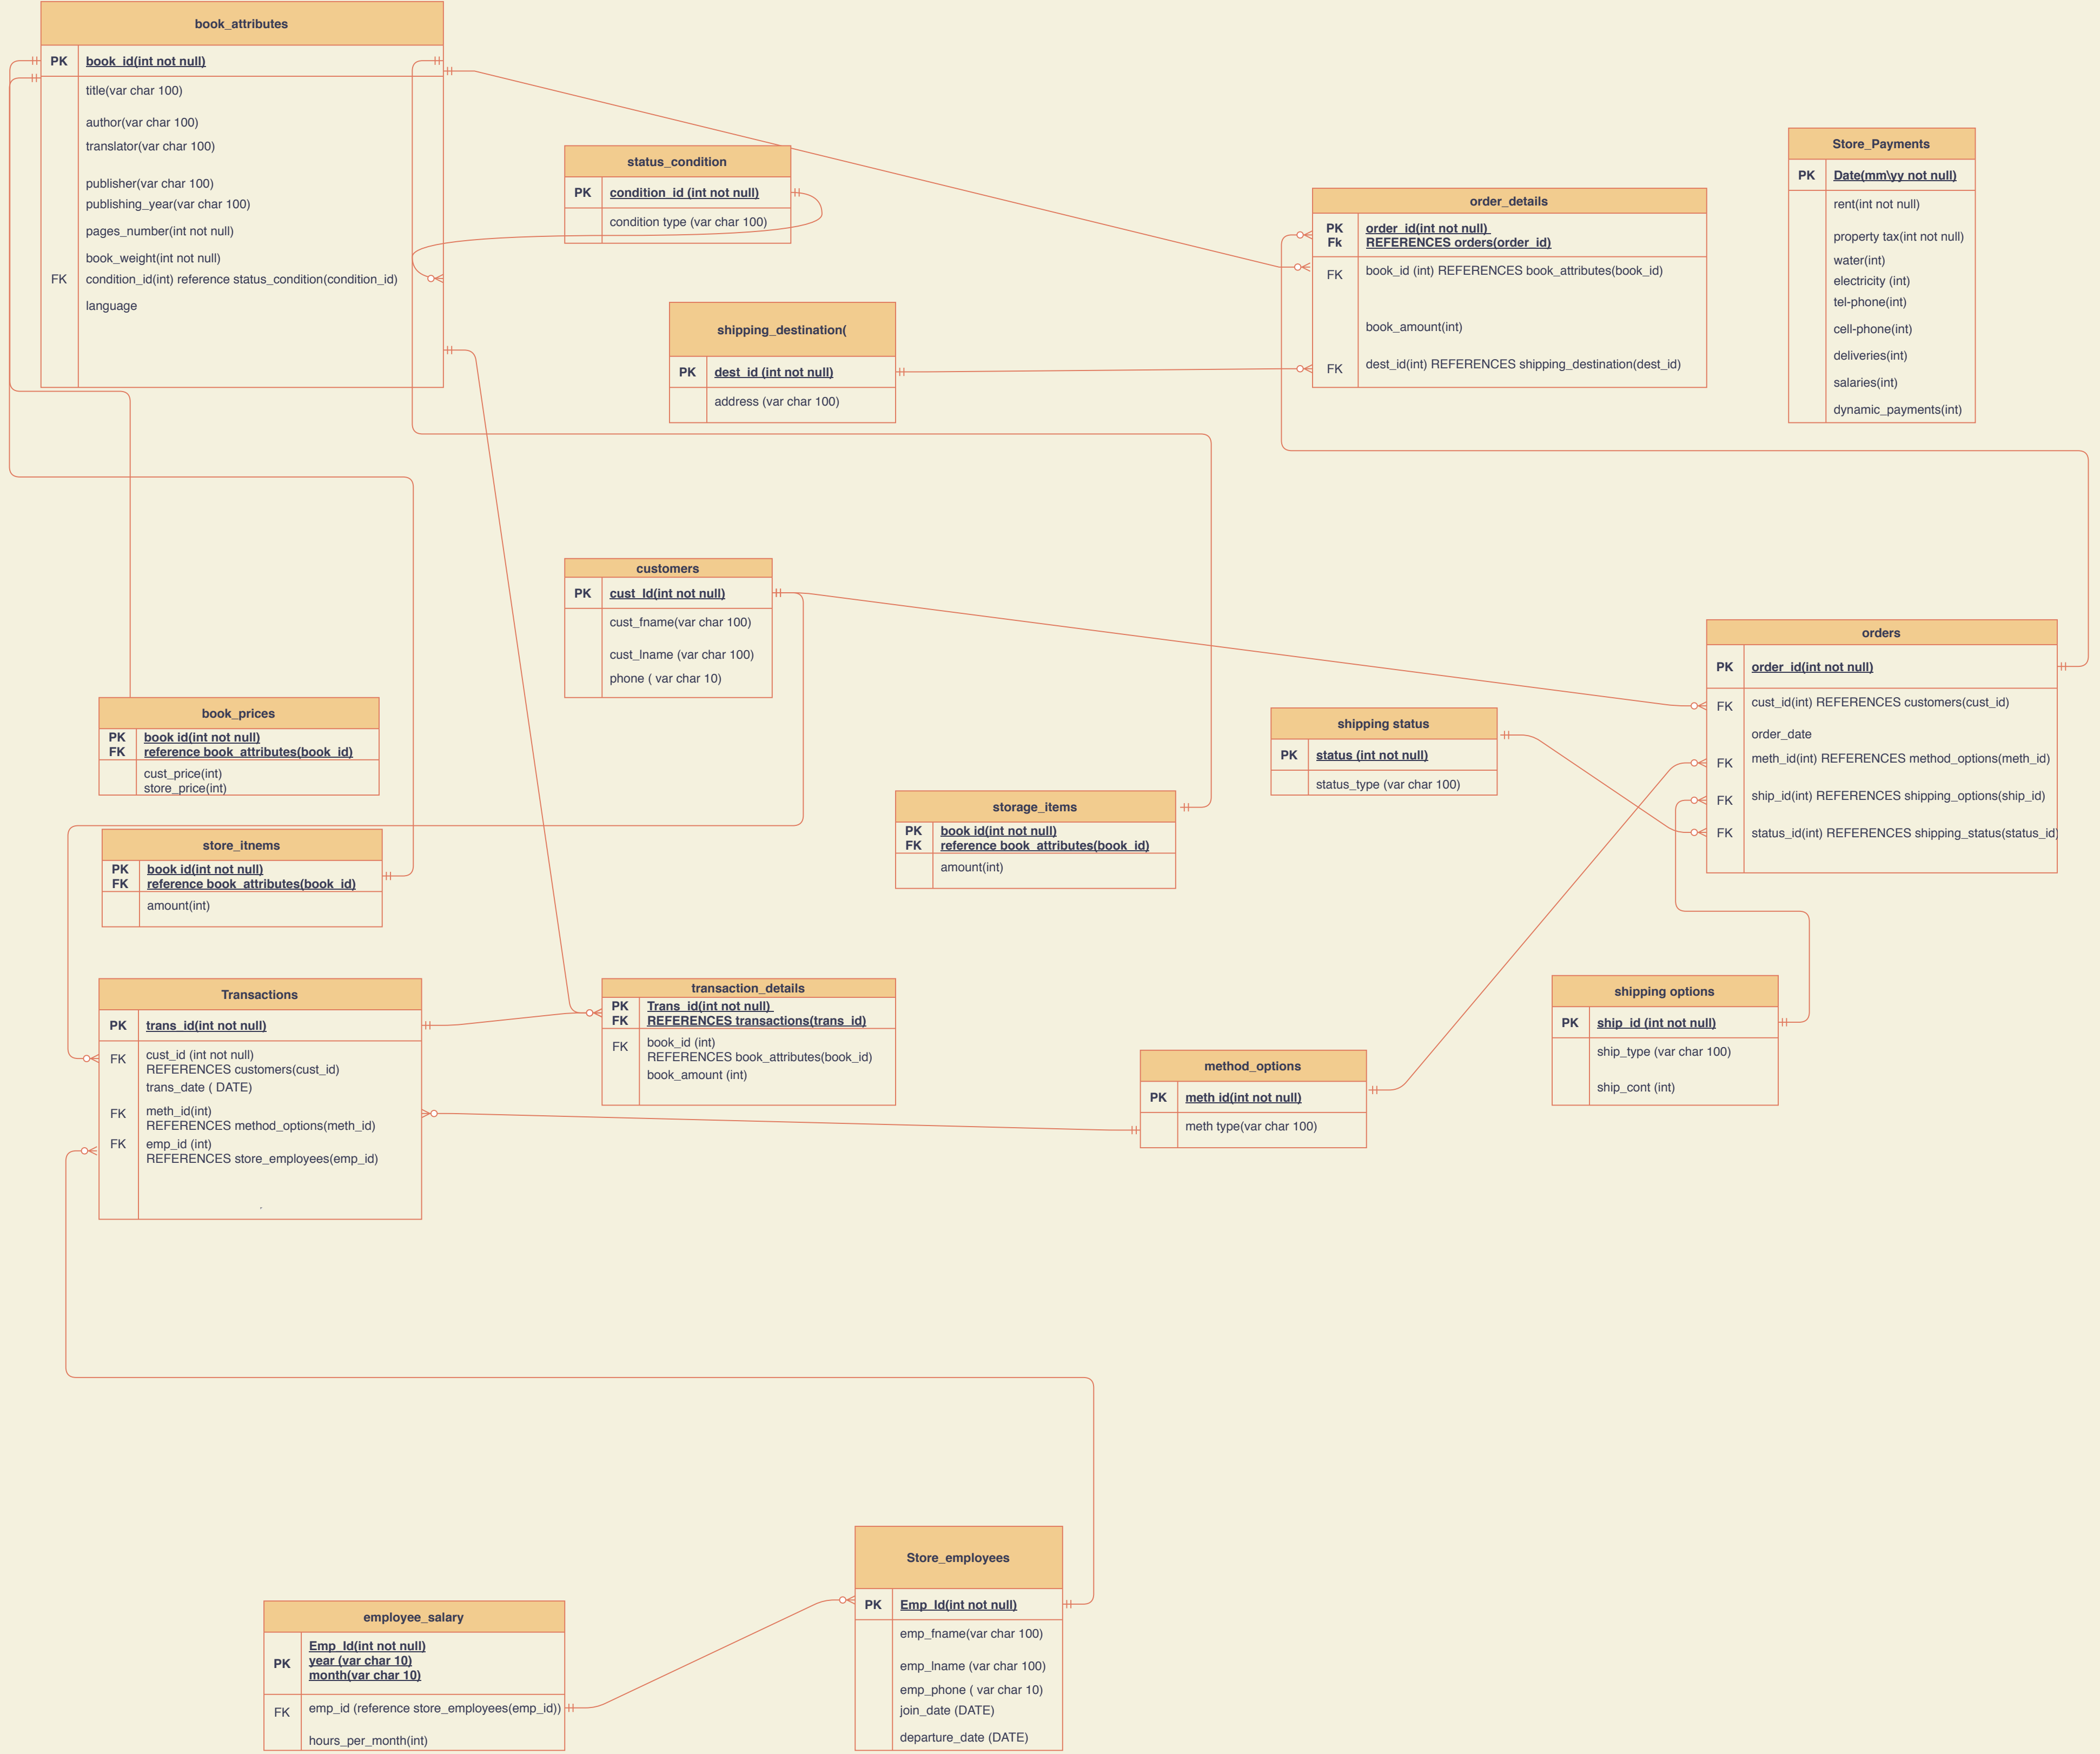 book_attributes
PK book_id(int not null)
title(var char 100)
author(var char 100)
translator(var char 100)
publisher(var char 100)
publishing_year(var char 100)
pages_number(int not null)
book_weight(int not null)
FK condition_id(int) reference status_condition(condition_id)
language
status_condition
PK condition_id (int not null)
condition type (var char 100)
shipping_destination(
PK dest_id (int not null)
address (var char 100)
order_details
PK order_id(int not null)
Fk REFERENCES orders(order_id)
FK book_id (int) REFERENCES book_attributes(book_id)
book_amount(int)
FK dest_id(int) REFERENCES shipping_destination(dest_id)
Store_Payments
PK Date(mm\yy not null)
rent(int not null)
property tax(int not null)
water(int)
electricity (int)
tel-phone(int)
cell-phone(int)
deliveries(int)
salaries(int)
dynamic_payments(int)
customers
PK cust_Id(int not null)
cust_fname(var char 100)
cust_lname (var char 100)
phone ( var char 10)
orders
PK order_id(int not null)
FK cust_id(int) REFERENCES customers(cust_id)
order_date
FK meth_id(int) REFERENCES method_options(meth_id)
FK ship_id(int) REFERENCES shipping_options(ship_id)
FK status_id(int) REFERENCES shipping_status(status_id)
shipping status
PK status (int not null)
status_type (var char 100)
book_prices
PK book id(int not null)
FK reference book_attributes(book_id)
cust_price(int)
store_price(int)
storage_items
PK book id(int not null)
FK reference book_attributes(book_id)
amount(int)
store_itnems
PK book id(int not null)
FK reference book_attributes(book_id)
amount(int)
Transactions
PK trans_id(int not null)
FK cust_id (int not null)
REFERENCES customers(cust_id)
trans_date ( DATE)
FK meth_id(int)
REFERENCES method_options(meth_id)
FK emp_id (int)
REFERENCES store_employees(emp_id)
.
transaction_details
PK Trans_id(int not null)
FK REFERENCES transactions(trans_id)
FK book_id (int)
REFERENCES book_attributes(book_id)
book_amount (int)
method_options
PK meth id(int not null)
meth type(var char 100)
shipping options
PK ship_id (int not null)
ship_type (var char 100)
ship_cont (int)
Store_employees
PK Emp_Id(int not null)
emp_fname(var char 100)
emp_lname (var char 100)
emp_phone ( var char 10)
join_date (DATE)
departure_date (DATE)
employee_salary
Emp_Id(int not null)
PK year (var char 10)
month(var char 10)
FK emp_id (reference store_employees(emp_id))
hours_per_month(int)